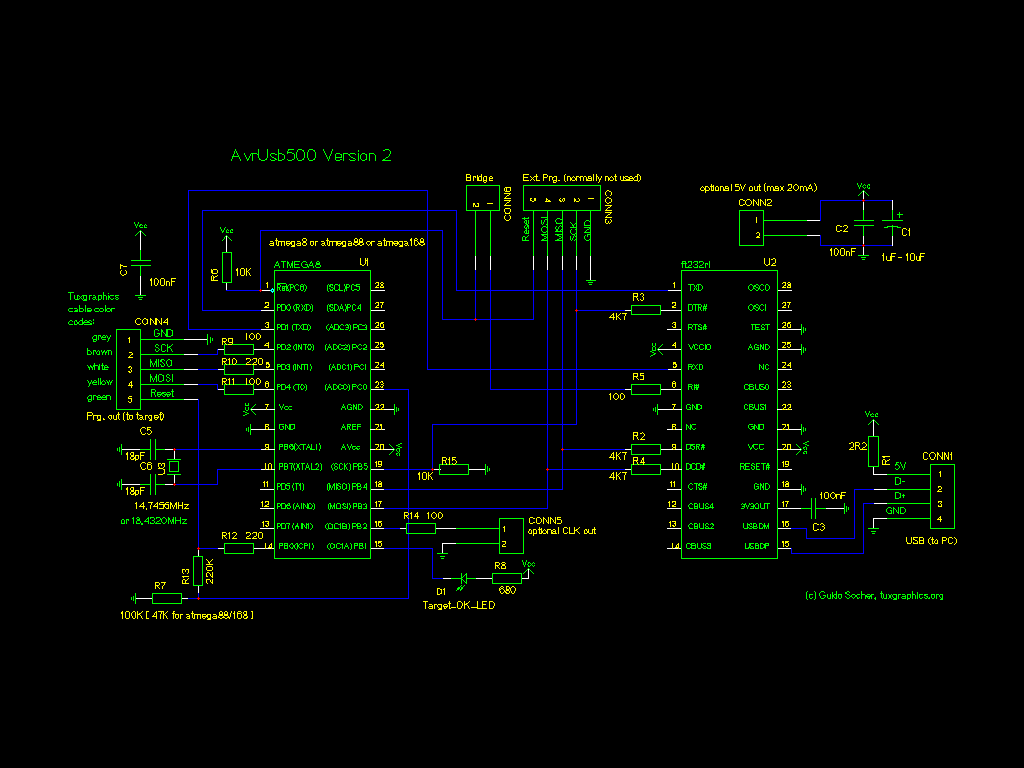 AvrUsb500 Version 2
Bridge
Ext. Prg. (normally not used)
CONN6
2 1
CONN3
5 4 3 2 1
Reset
MOSI
MISO
SCK
GND
optional 5V out (max 20mA)
CONN2
1
2
Vcc
C2
100nF
+
C1
1uF - 10uF
Vcc
C7
100nF
Vcc
R6
10K
atmega8 or atmega88 or atmega168
ATMEGA8
U1
1 Rst(PC6) (SCL)PC5 28
2 PD0 (RXD) (SDA)PC4 27
3 PD1 (TXD) (ADC3) PC3 26
4 PD2 (INT0) (ADC2) PC2 25
5 PD3 (INT1) (ADC1) PC1 24
6 PD4 (T0) (ADC0) PC0 23
7 Vcc AGND 22
8 GND AREF 21
9 PB6(XTAL1) AVcc 20
10 PB7(XTAL2) (SCK) PB5 19
11 PD5 (T1) (MISO) PB4 18
12 PD6 (AIN0) (MOSI) PB3 17
13 PD7 (AIN1) (OC1B) PB2 16
14 PB0(ICP1) (OC1A) PB1 15
Vcc
Vcc
Tuxgraphics
cable color
codes:
CONN4
grey 1 GND
brown 2 SCK
white 3 MISO
yellow 4 MOSI
green 5 Reset
Prg. out (to target)
R9 100
R10 220
R11 100
C5
18pF
C6
18pF
U3
14,7456MHz
or 18,4320MHz
R12 220
R13
220K
R7
100K [ 47K for atmega88/168 ]
R15
10K
R14 100
CONN5
1
2
optional CLK out
D1
Target_OK_LED
R8
680
Vcc
R3
4K7
R5
100
R2
4K7
R4
4K7
ft232rl
U2
1 TXD OSCO 28
2 DTR# OSCI 27
3 RTS# TEST 26
4 VCCIO AGND 25
5 RXD NC 24
6 RI# CBUS0 23
7 GND CBUS1 22
8 NC GND 21
9 DSR# VCC 20
10 DCD# RESET# 19
11 CTS# GND 18
12 CBUS4 3V3OUT 17
13 CBUS2 USBDM 16
14 CBUS3 USBDP 15
Vcc
Vcc
100nF
C3
Vcc
2R2
R1
CONN1
5V 1
D- 2
D+ 3
GND 4
USB (to PC)
(c) Guido Socher, tuxgraphics.org